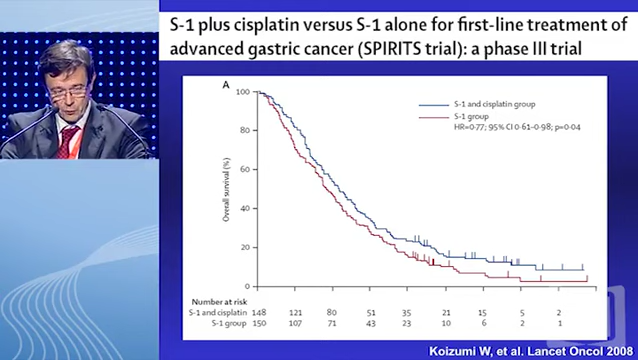 S-1 plus cisplatin versus S-1 alone for first-line treatment of
advanced gastric cancer (SPIRITS trial): a phase III trial
A
S-1 and cisplatin group
S-1 group
HR=0·77; 95% CI 0·61–0·98; p=0·04
Overall survival (%)
100
80
60
40
20
0
Number at risk
S-1 and cisplatin 148 121 80 51 35 21 15 5 2
S-1 group 150 107 71 43 23 10 6 2 1
Koizumi W, et al. Lancet Oncol 2008